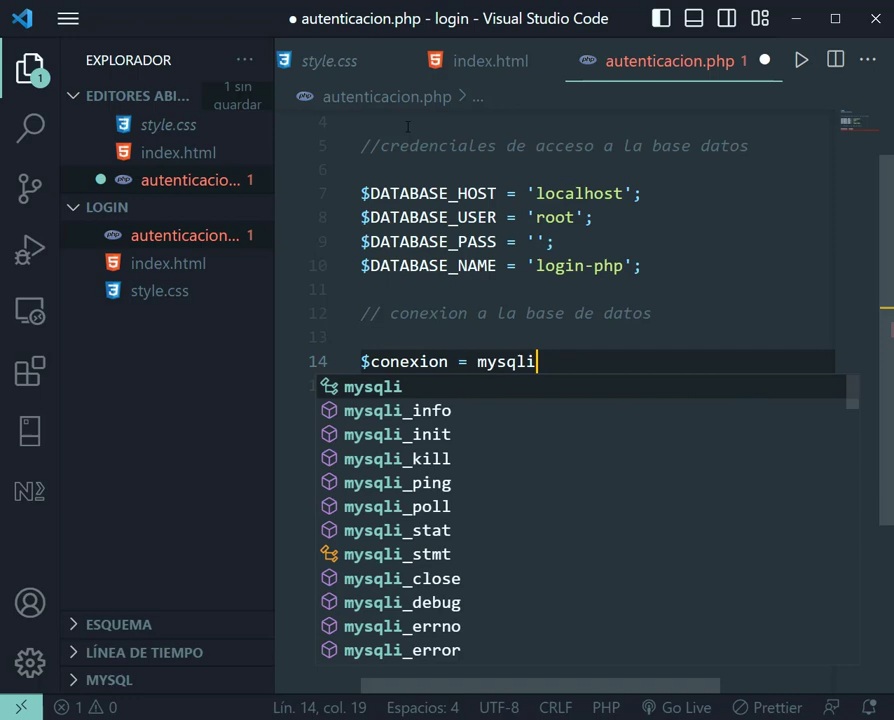 ● autenticacion.php - login - Visual Studio Code
EXPLORADOR
style.css
index.html
autenticacion.php 1
EDITORES ABI...
1 sin guardar
style.css
index.html
autenticacio... 1
LOGIN
autenticacion... 1
index.html
style.css
ESQUEMA
LÍNEA DE TIEMPO
MYSQL
1
autenticacion.php > ...
4
5 //credenciales de acceso a la base datos
6
7 $DATABASE_HOST = 'localhost';
8 $DATABASE_USER = 'root';
9 $DATABASE_PASS = '';
10 $DATABASE_NAME = 'login-php';
11
12 // conexion a la base de datos
13
14 $conexion = mysqli
mysqli
mysqli_info
mysqli_init
mysqli_kill
mysqli_ping
mysqli_poll
mysqli_stat
mysqli_stmt
mysqli_close
mysqli_debug
mysqli_errno
mysqli_error
1 0 Lín. 14, col. 19 Espacios: 4 UTF-8 CRLF PHP Go Live Prettier